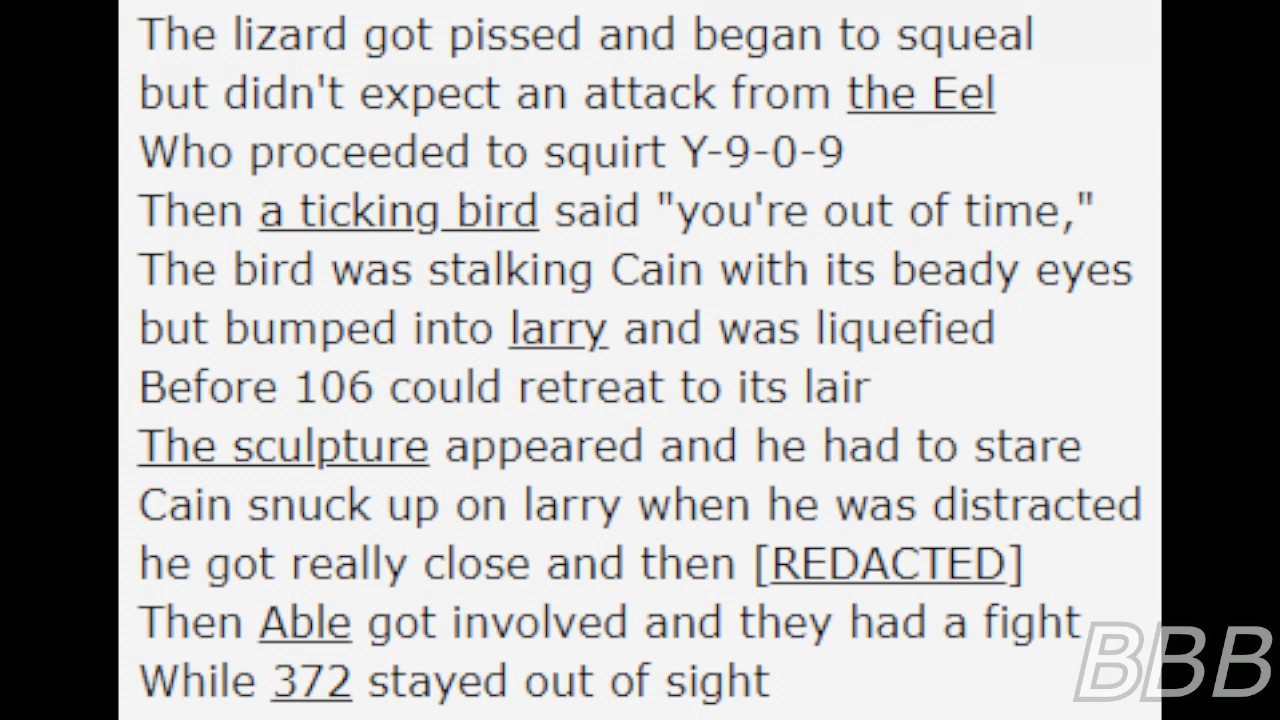 The lizard got pissed and began to squeal
but didn't expect an attack from the Eel
Who proceeded to squirt Y-9-0-9
Then a ticking bird said "you're out of time,"
The bird was stalking Cain with its beady eyes
but bumped into larry and was liquefied
Before 106 could retreat to its lair
The sculpture appeared and he had to stare
Cain snuck up on larry when he was distracted
he got really close and then [REDACTED]
Then Able got involved and they had a fight
While 372 stayed out of sight
BBB